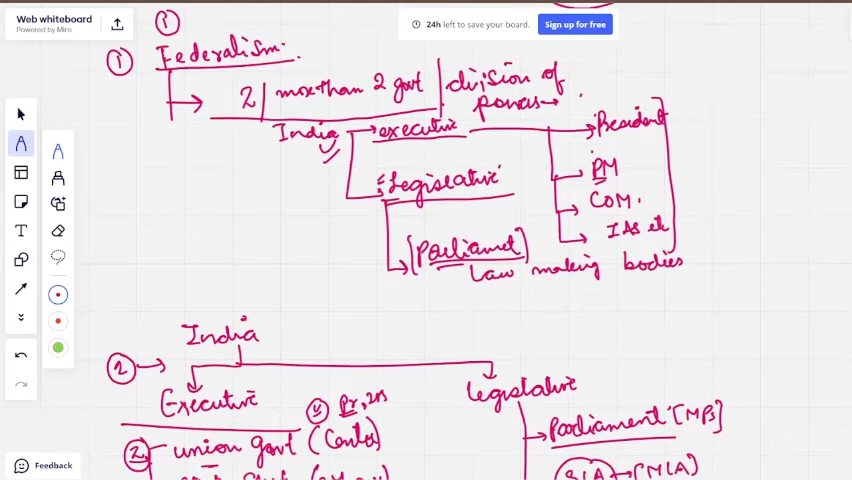 Web whiteboard
Powered by Miro
24h left to save your board.
Sign up for free
①
① Federalism.
2 | more than 2 govt | division of powers →
India → executive → President
PM
COM.
IAS etc
Legislative
(Parliament)
Law making bodies
② → India
Executive
Legislative
union govt (Center)
Parliament [MPs]
S(A) → [M(A)
Feedback